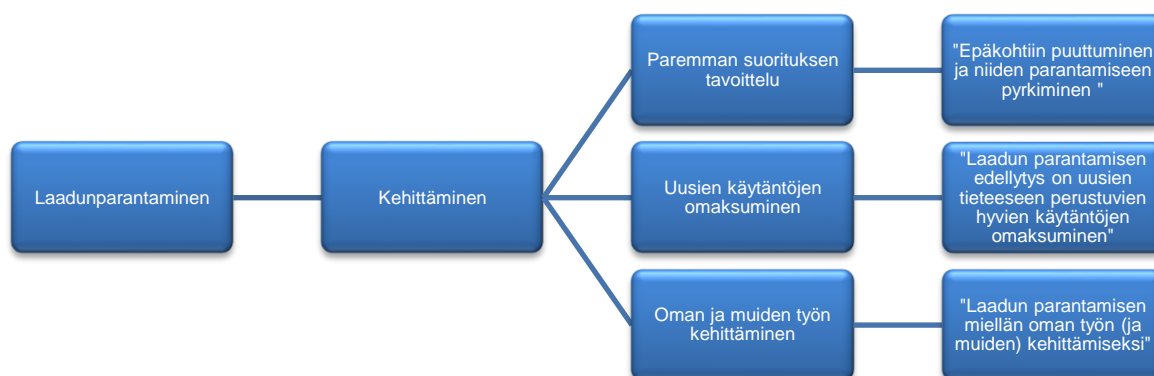 Laadunparantaminen
Kehittäminen
Paremman suorituksen
tavoittelu
"Epäkohtiin puuttuminen
ja niiden parantamiseen
pyrkiminen "
Uusien käytäntöjen
omaksuminen
"Laadun parantamisen
edellytys on uusien
tieteeseen perustuvien
hyvien käytäntöjen
omaksuminen"
Oman ja muiden työn
kehittäminen
"Laadun parantamisen
miellän oman työn (ja
muiden) kehittämiseksi"